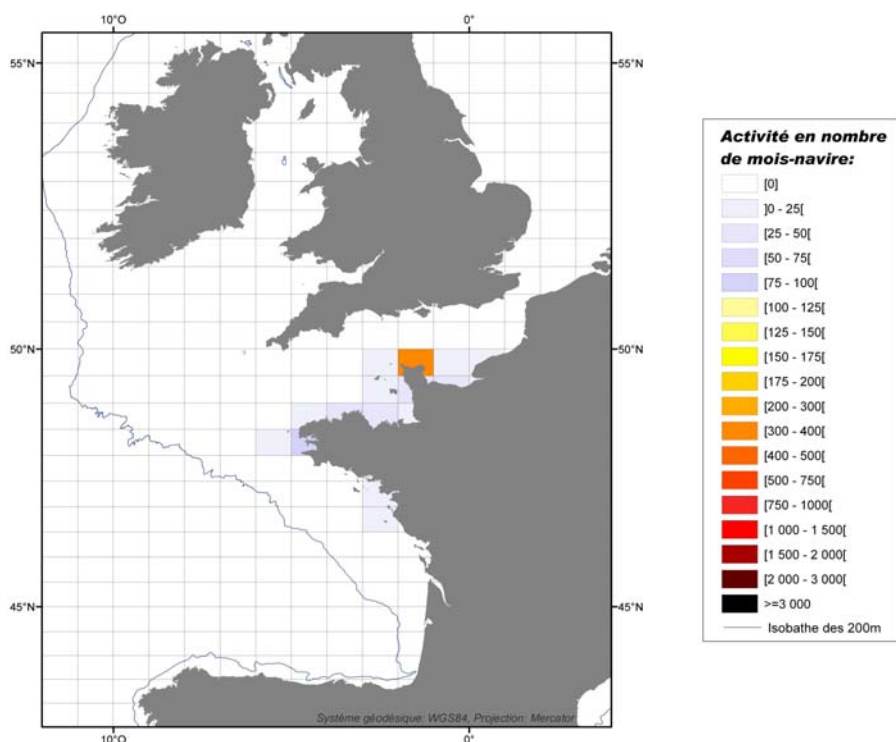 10°O
0°
55°N
55°N
50°N
50°N
45°N
45°N
Système géodésique: WGS84, Projection: Mercator
10°O
0°
Activité en nombre
de mois-navire:
[0]
]0 - 25[
[25 - 50[
[50 - 75[
[75 - 100[
[100 - 125[
[125 - 150[
[150 - 175[
[175 - 200[
[200 - 300[
[300 - 400[
[400 - 500[
[500 - 750[
[750 - 1000[
[1 000 - 1 500[
[1 500 - 2 000[
[2 000 - 3 000[
>=3 000
Isobathe des 200m